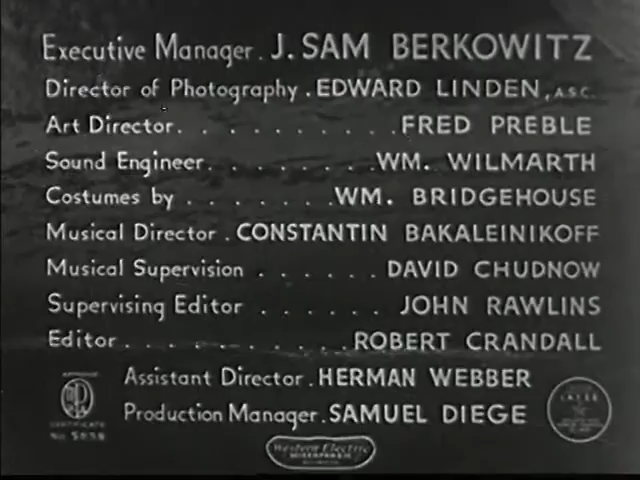 Executive Manager. J. SAM BERKOWITZ
Director of Photography. EDWARD LINDEN, A.S.C.
Art Director. . . . . . . . . . FRED PREBLE
Sound Engineer. . . . . . . . WM. WILMARTH
Costumes by . . . . . . . WM. BRIDGEHOUSE
Musical Director . CONSTANTIN BAKALEINIKOFF
Musical Supervision . . . . . . DAVID CHUDNOW
Supervising Editor . . . . . . JOHN RAWLINS
Editor. . . . . . . . . . . ROBERT CRANDALL
Assistant Director. HERMAN WEBBER
Production Manager. SAMUEL DIEGE
CERTIFICATE
No.
Western Electric